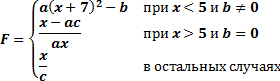 F = { a(x + 7)² − b при x < 5 и b ≠ 0
(x − ac)/(ax) при x > 5 и b = 0
x/c в остальных случаях